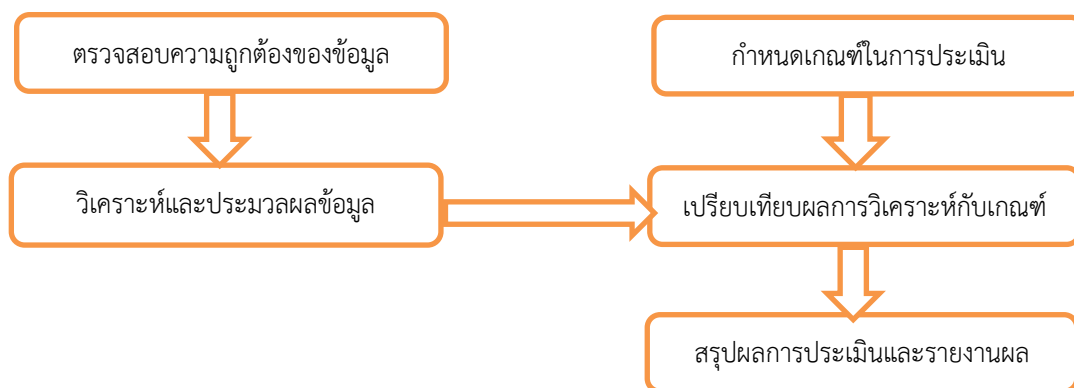 ตรวจสอบความถูกต้องของข้อมูล
กำหนดเกณฑ์ในการประเมิน
วิเคราะห์และประมวลผลข้อมูล
เปรียบเทียบผลการวิเคราะห์กับเกณฑ์
สรุปผลการประเมินและรายงานผล